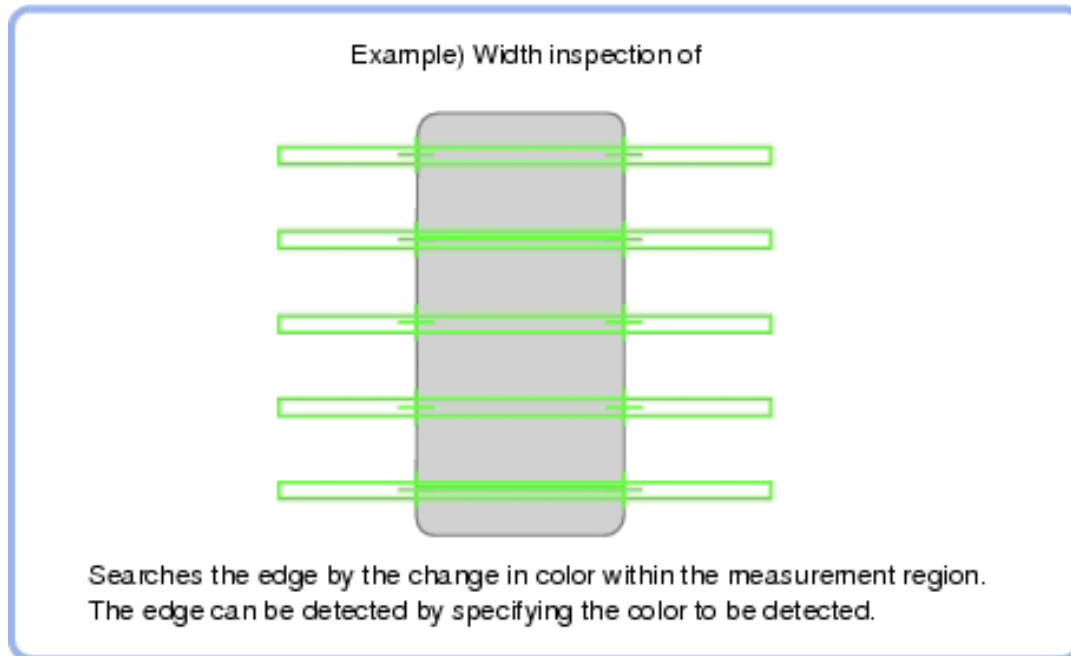 Example) Width inspection of
Searches the edge by the change in color within the measurement region.
The edge can be detected by specifying the color to be detected.